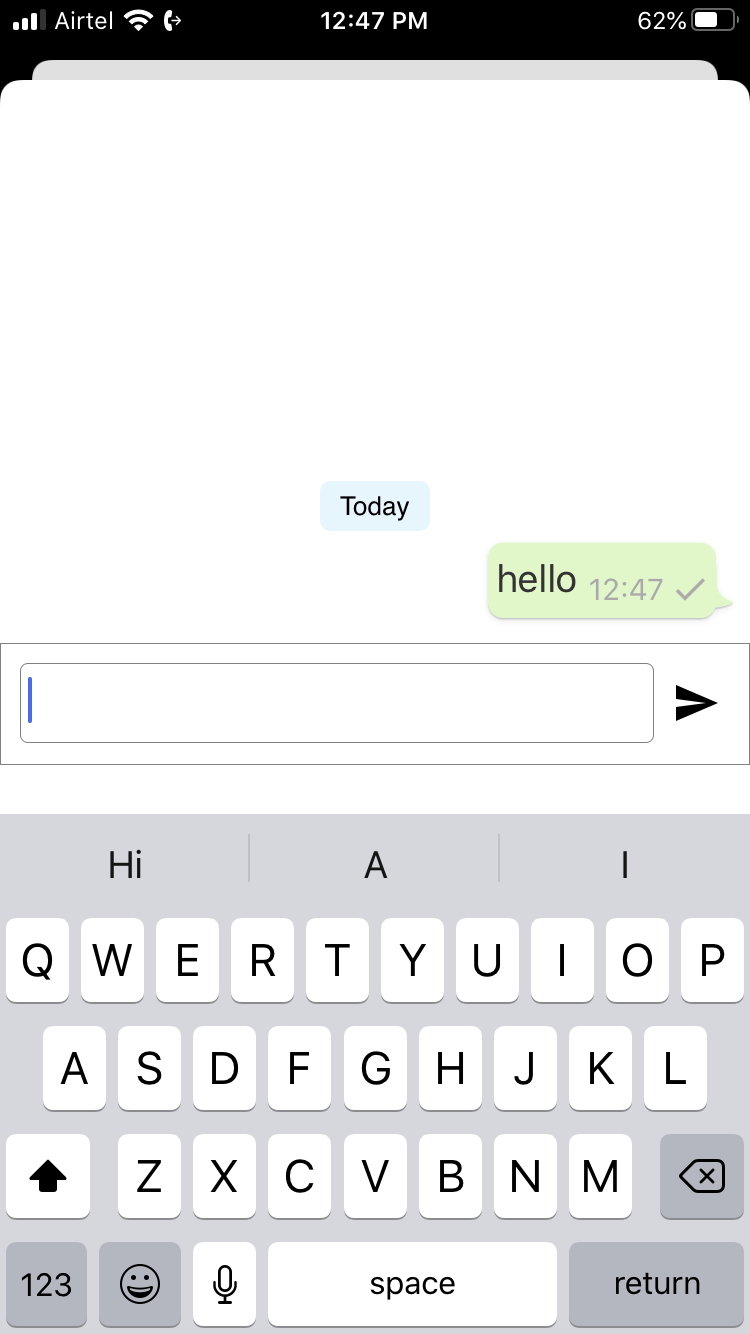 Airtel 12:47 PM 62%
Today
hello 12:47
Hi A I
Q W E R T Y U I O P
A S D F G H J K L
Z X C V B N M
123 space return